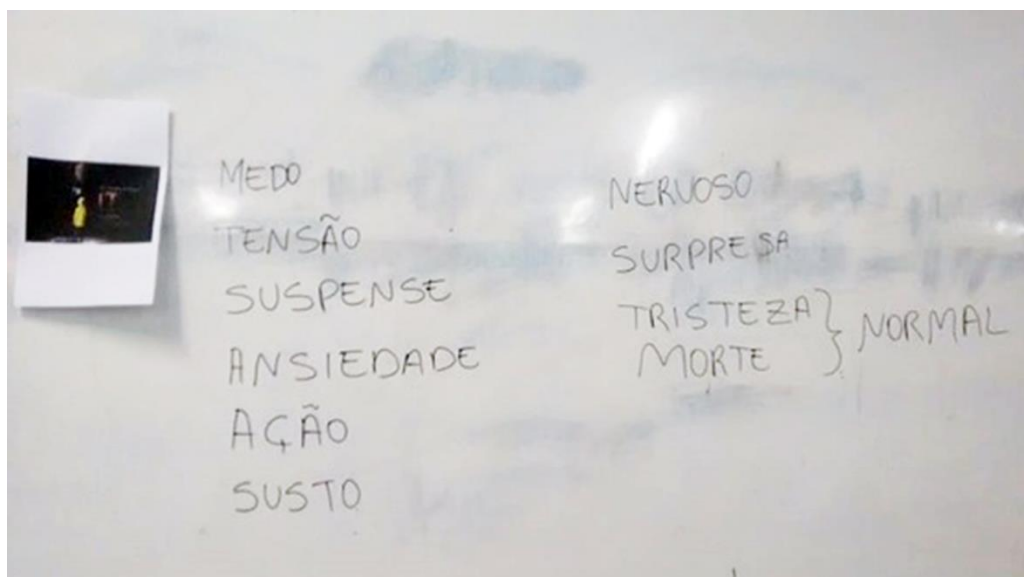 MEDO
TENSÃO
SUSPENSE
ANSIEDADE
AÇÃO
SUSTO
NERVOSO
SURPRESA
TRISTEZA
MORTE
NORMAL